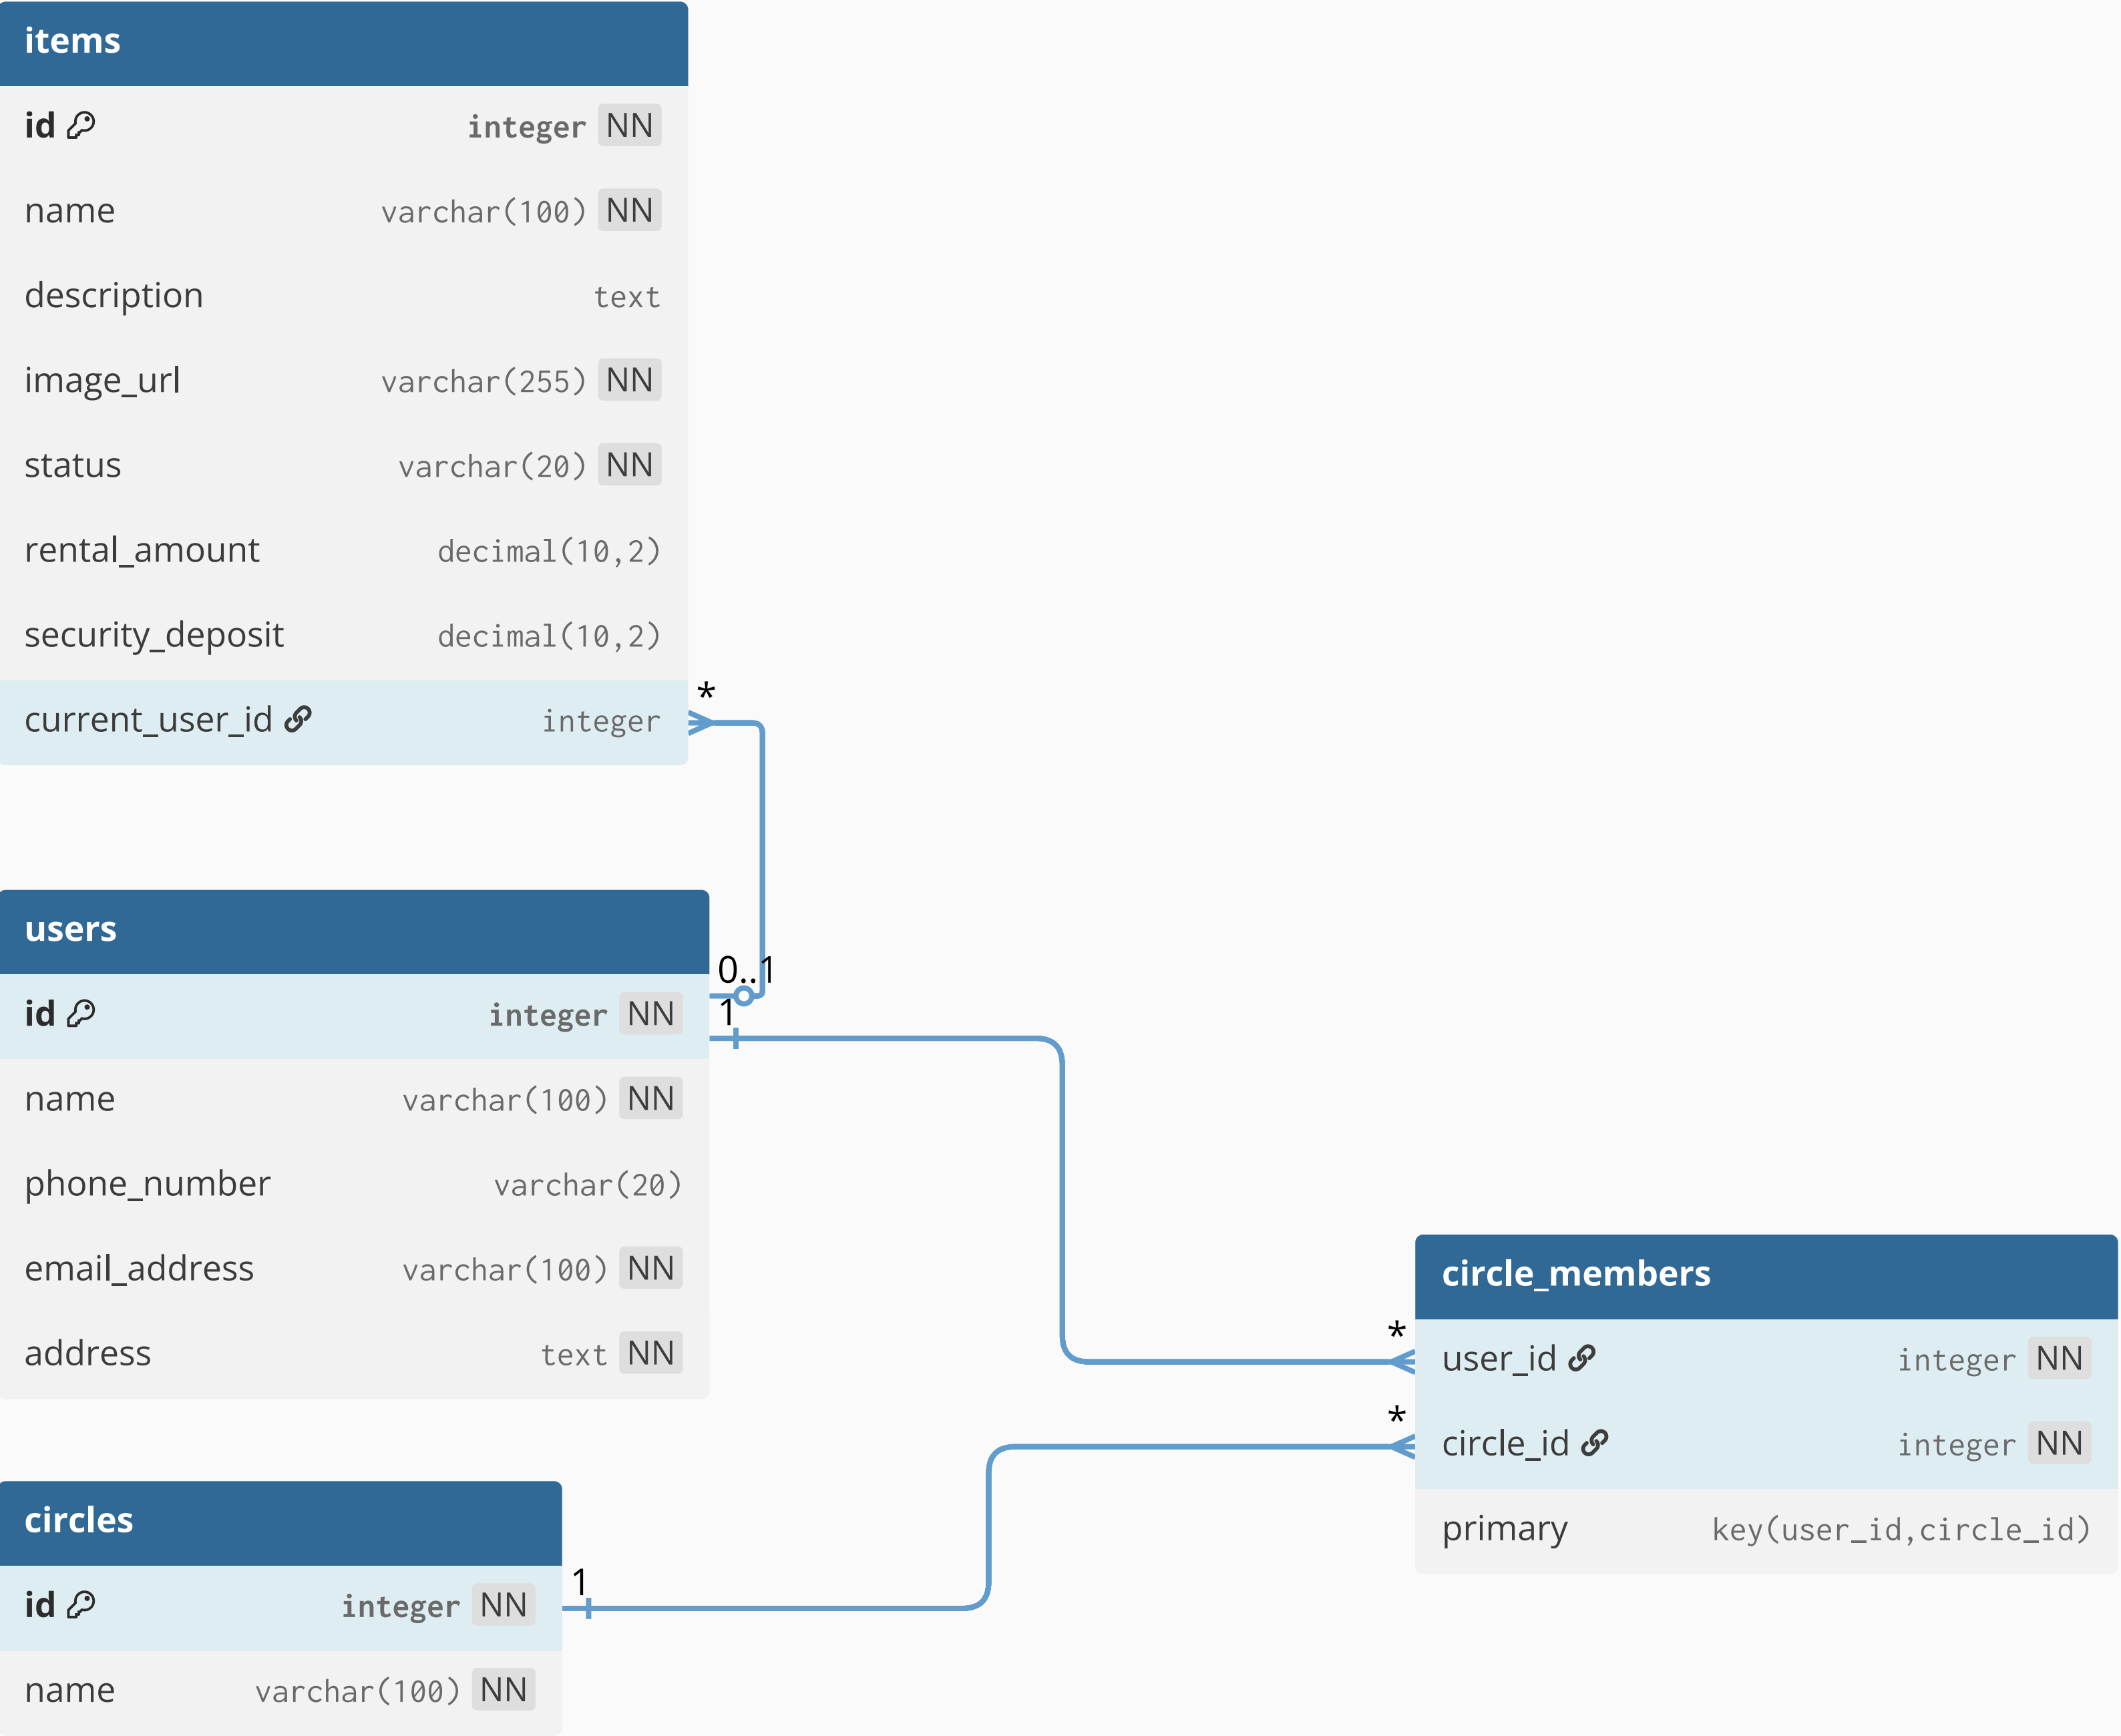 items
id integer NN
name varchar(100) NN
description text
image_url varchar(255) NN
status varchar(20) NN
rental_amount decimal(10,2)
security_deposit decimal(10,2)
*
current_user_id integer
users
0..1
id integer NN
1
name varchar(100) NN
phone_number varchar(20)
email_address varchar(100) NN
address text NN
circle_members
*
user_id integer NN
*
circle_id integer NN
primary key(user_id,circle_id)
circles
1
id integer NN
name varchar(100) NN